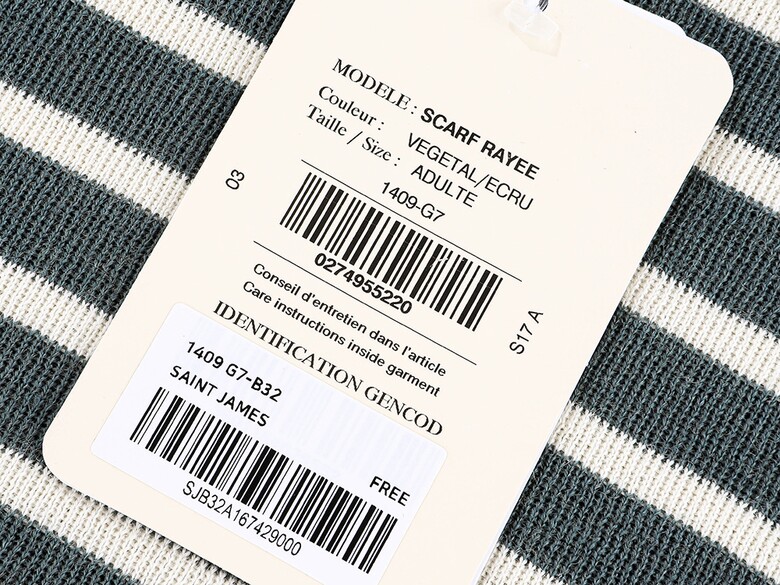 MODELE : SCARF RAYEE
Couleur : VEGETAL/ECRU
Taille / Size : ADULTE
1409-G7
03
0274955220
S17 A
Conseil d'entretien dans l'article
Care instructions inside garment
IDENTIFICATION GENCOD
1409 G7-B32
SAINT JAMES
FREE
SJB32A167429000